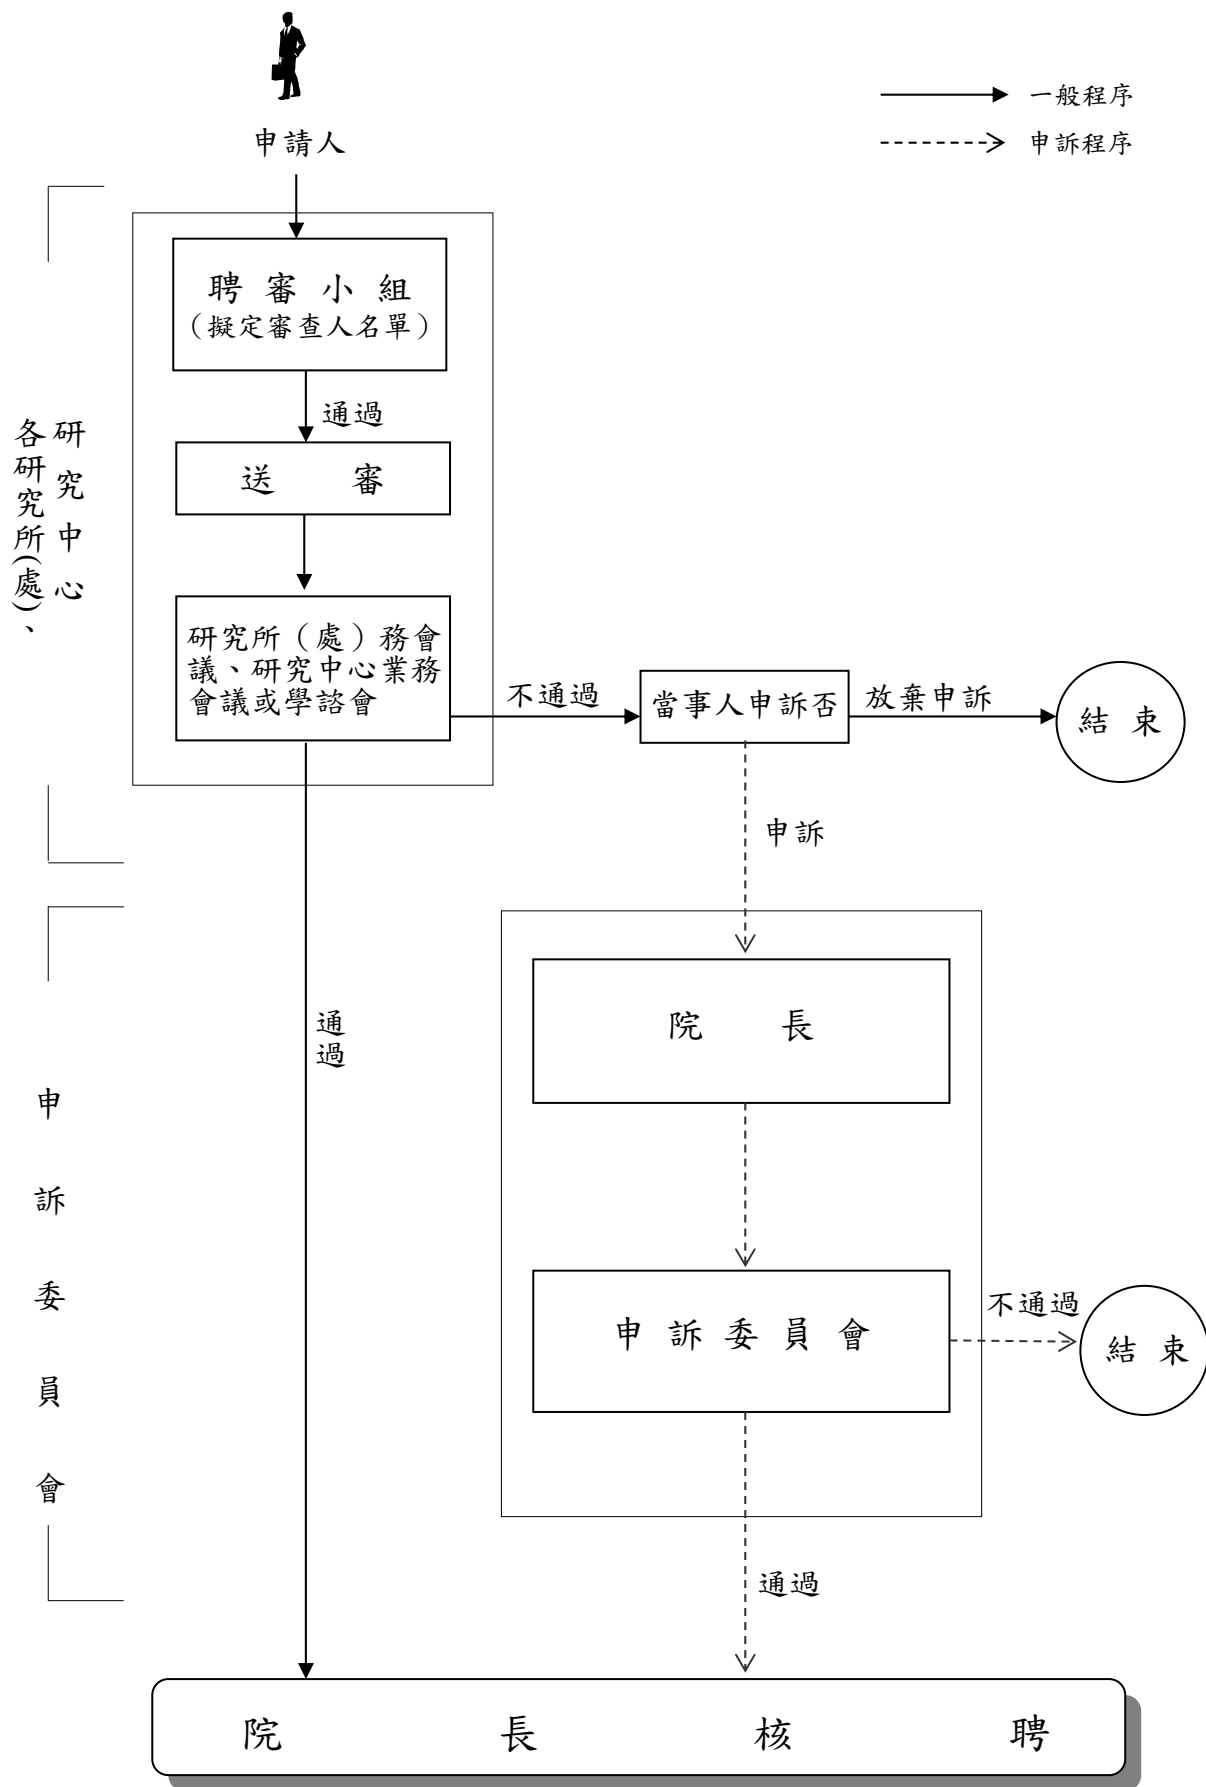 申請人
一般程序
申訴程序
聘審小組
（擬定審查人名單）
通過
送審
各研究所(處)、
研究中心
研究所（處）務會
議、研究中心業務
會議或學諮會
不通過
當事人申訴否
放棄申訴
結束
申訴
申訴委員會
通過
院長
申訴委員會
不通過
結束
通過
院長核聘